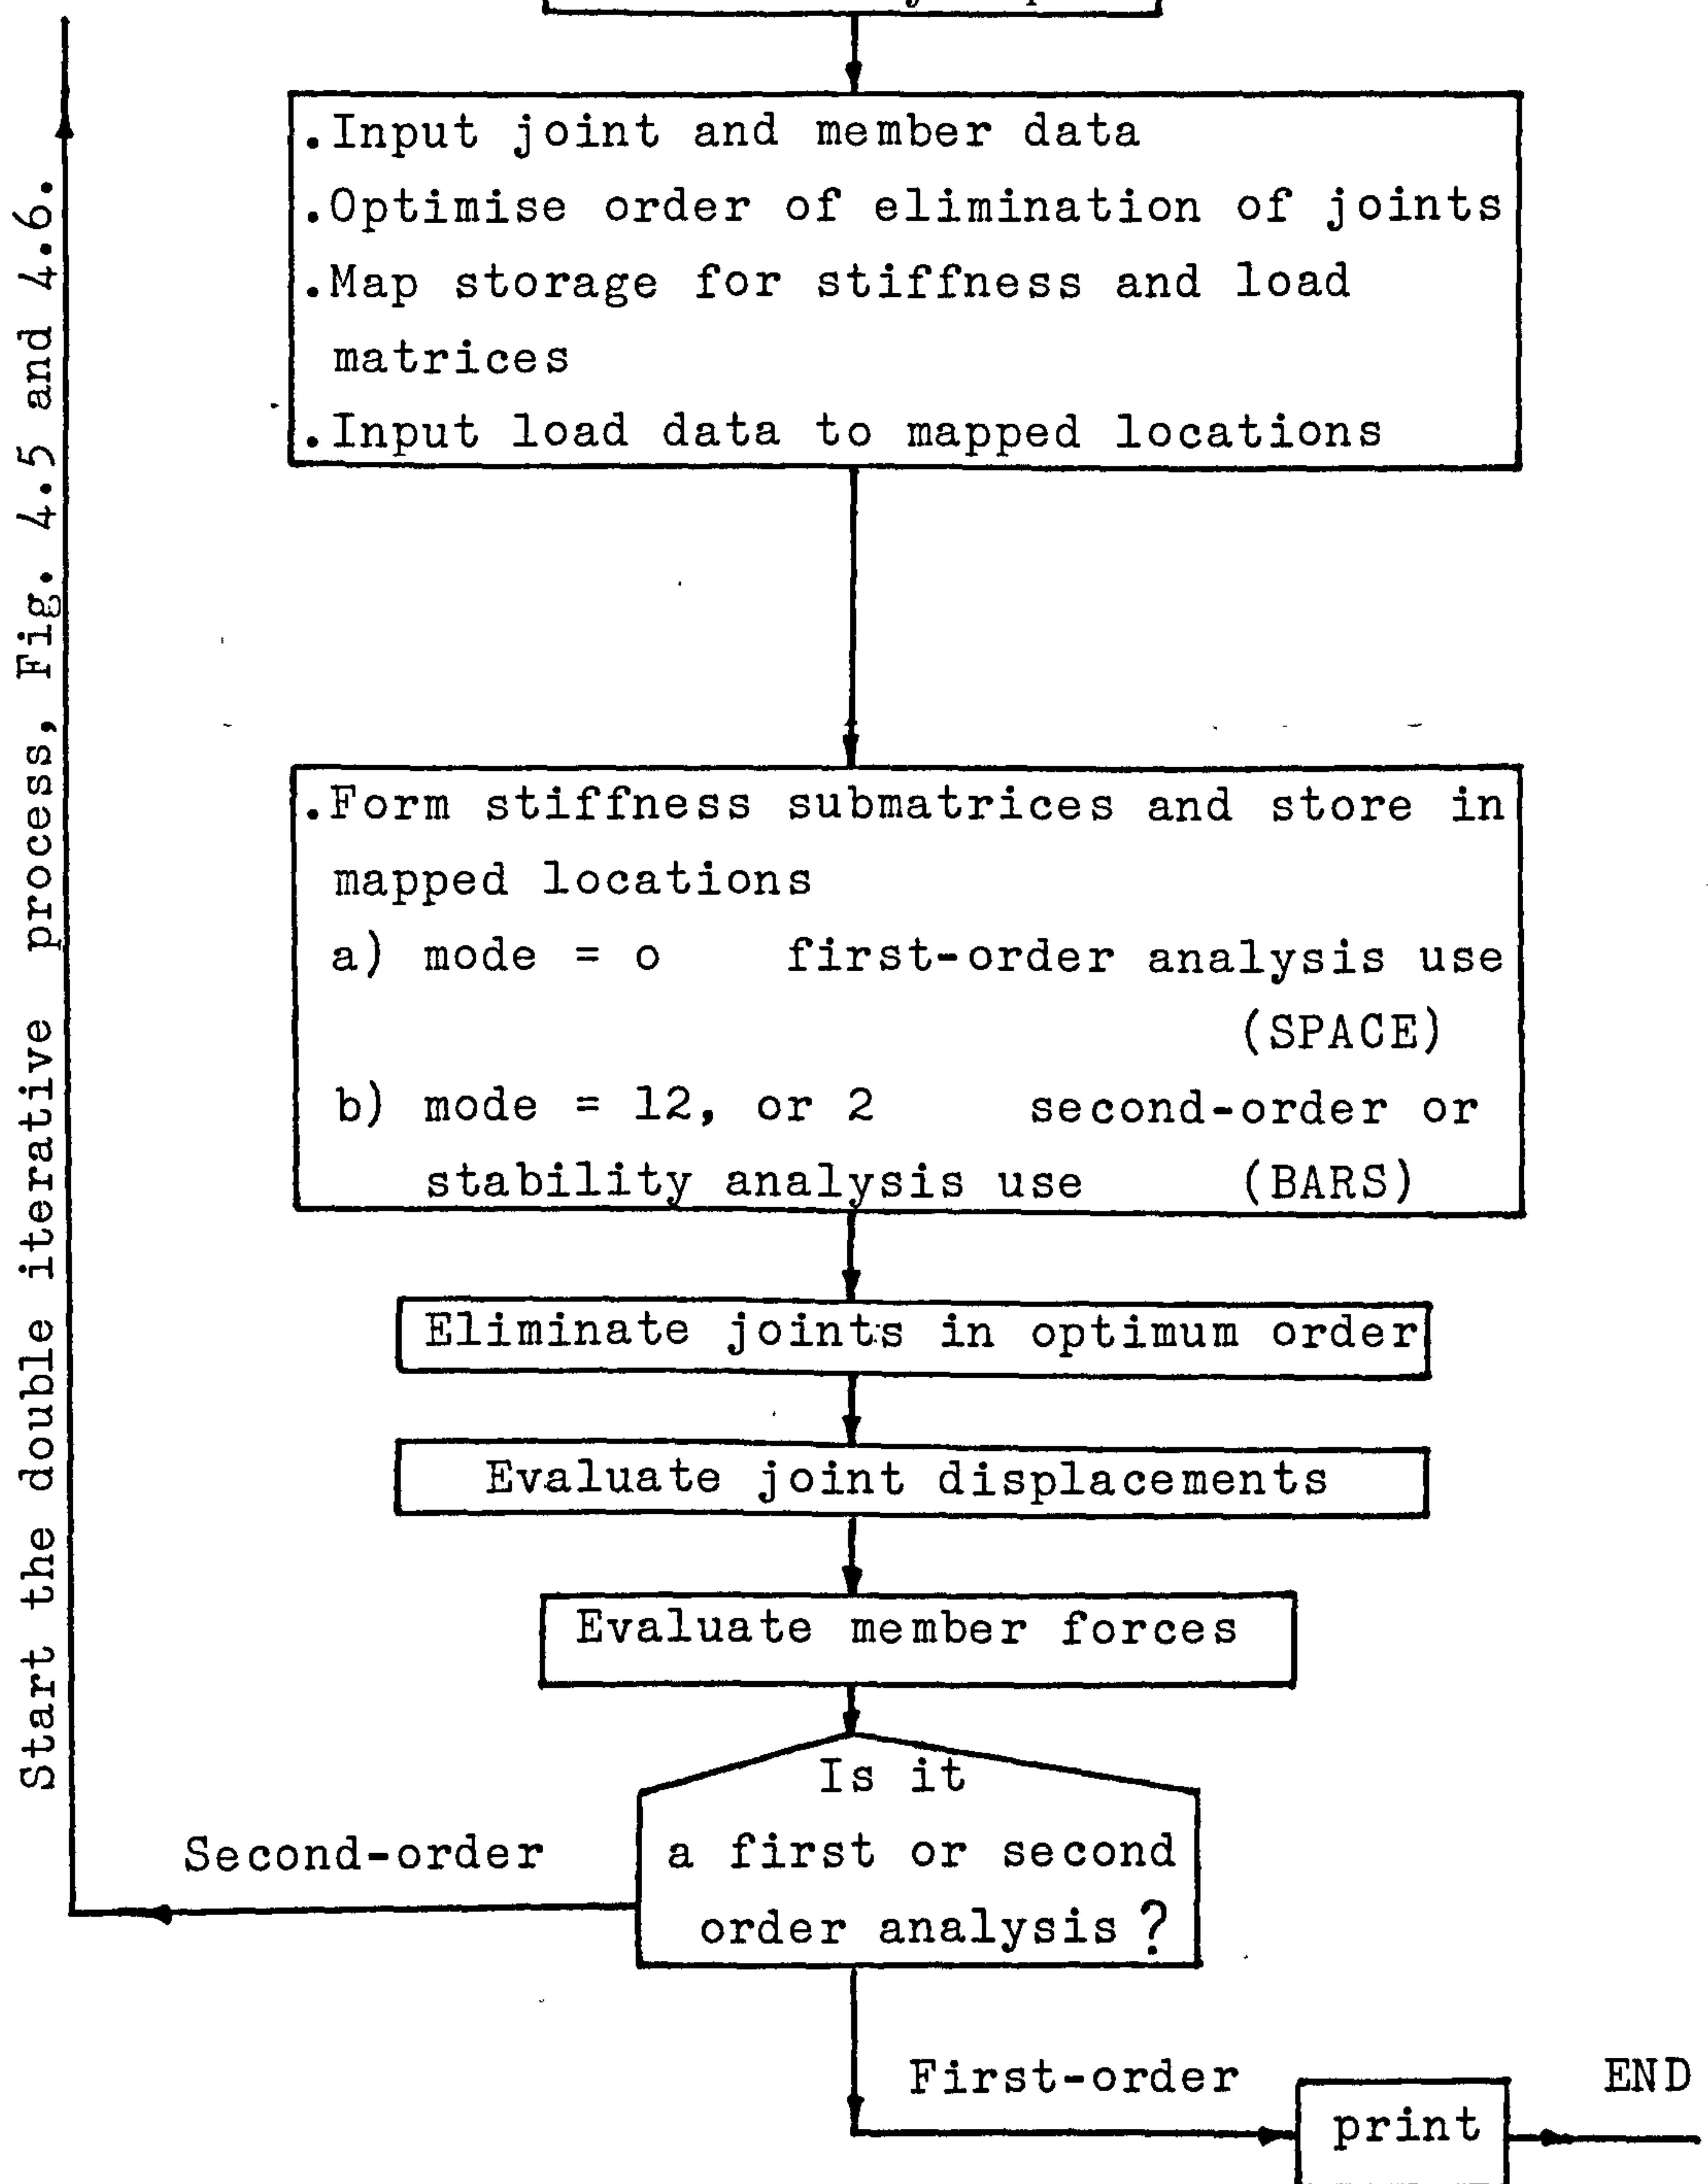 .Input joint and member data
.Optimise order of elimination of joints
.Map storage for stiffness and load
matrices
.Input load data to mapped locations
.Form stiffness submatrices and store in
mapped locations
a) mode = o first-order analysis use
(SPACE)
b) mode = 12, or 2 second-order or
stability analysis use (BARS)
Eliminate joints in optimum order
Evaluate joint displacements
Evaluate member forces
Is it
a first or second
order analysis ?
Second-order
Start the double iterative process, Fig. 4.5 and 4.6.
First-order
print
END